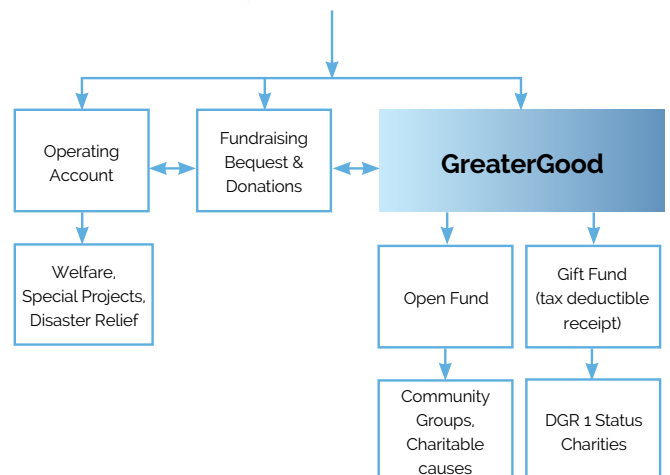 Operating
Account
Fundraising
Bequest &
Donations
GreaterGood
Welfare,
Special Projects,
Disaster Relief
Open Fund
Gift Fund
(tax deductible
receipt)
Community
Groups,
Charitable
causes
DGR 1 Status
Charities